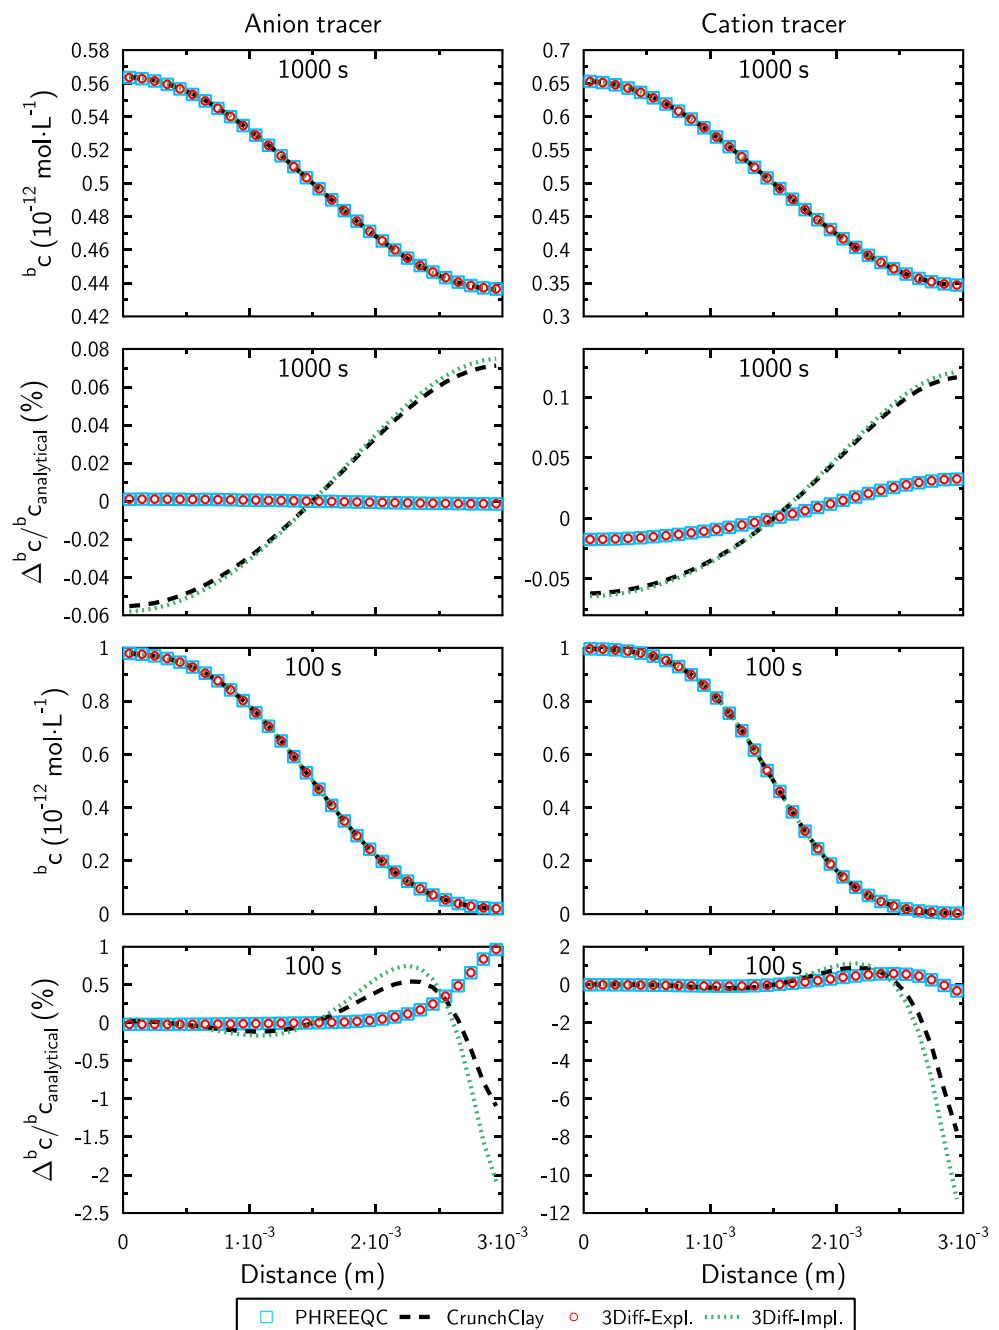 Anion tracer Cation tracer
0.58 0.7
1000 s 1000 s
0.56 0.65
0.54 0.6
0.52 0.55
0.5 0.5
0.48 0.45
0.46 0.4
0.44 0.35
0.42 0.3
ᵇc (10⁻¹² mol·L⁻¹)
0.08
1000 s 1000 s
0.06 0.1
0.04
0.02 0.05
0 0
-0.02
-0.04 -0.05
-0.06
Δᵇc/ᵇc_analytical (%)
1 1
100 s 100 s
0.8 0.8
0.6 0.6
0.4 0.4
0.2 0.2
0 0
ᵇc (10⁻¹² mol·L⁻¹)
1 2
100 s 100 s
0.5 0
0 -2
-0.5 -4
-1 -6
-1.5 -8
-2 -10
-2.5 -12
Δᵇc/ᵇc_analytical (%)
0 1·10⁻³ 2·10⁻³ 3·10⁻³ 0 1·10⁻³ 2·10⁻³ 3·10⁻³
Distance (m) Distance (m)
PHREEQC CrunchClay 3Diff-Expl. 3Diff-Impl.